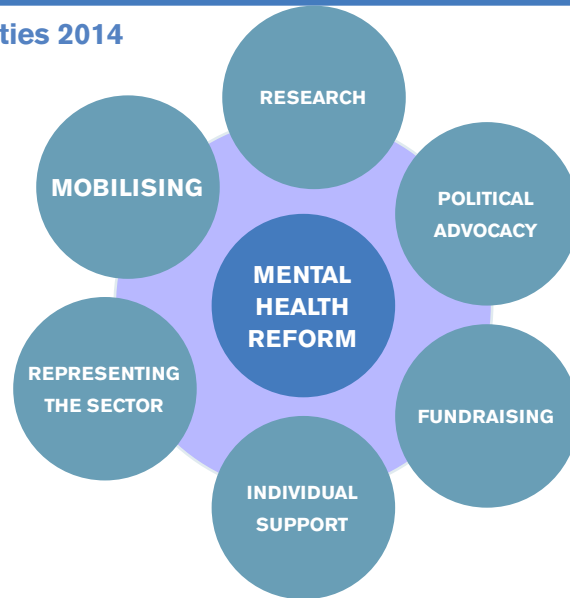 ties 2014
RESEARCH
MOBILISING
POLITICAL
ADVOCACY
MENTAL
HEALTH
REFORM
REPRESENTING
THE SECTOR
FUNDRAISING
INDIVIDUAL
SUPPORT